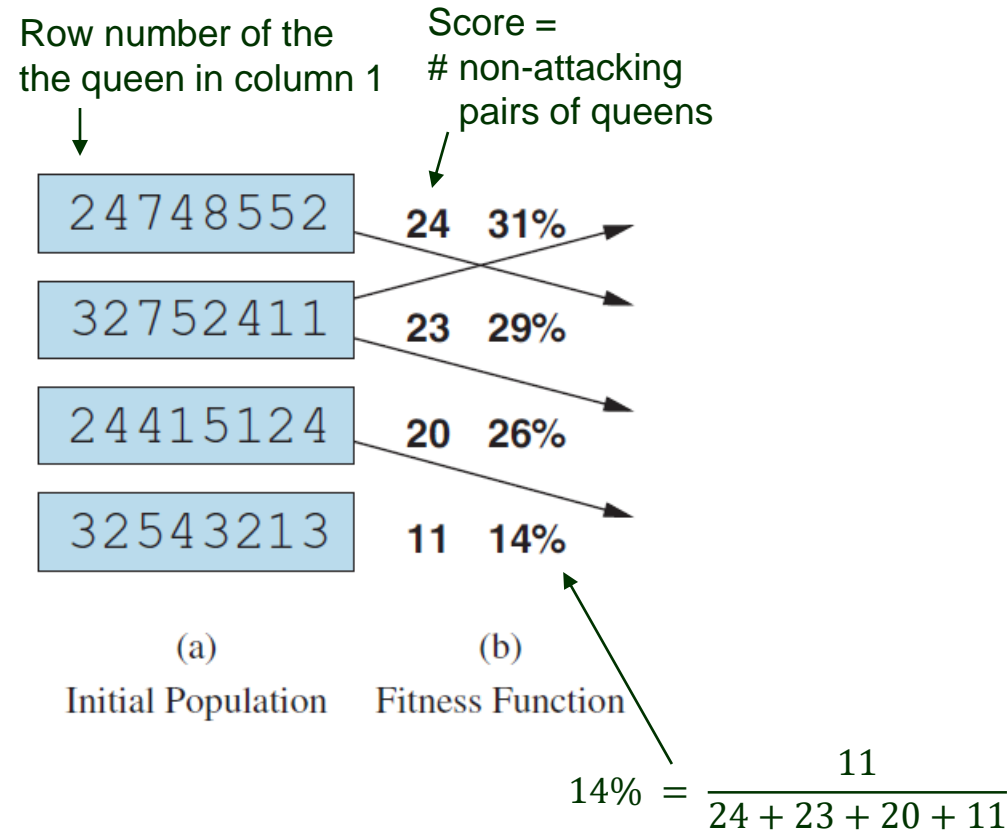 Row number of the
the queen in column 1
Score =
# non-attacking
pairs of queens
24748552 24 31%
32752411 23 29%
24415124 20 26%
32543213 11 14%
(a) (b)
Initial Population Fitness Function
14% = 11 / 24 + 23 + 20 + 11